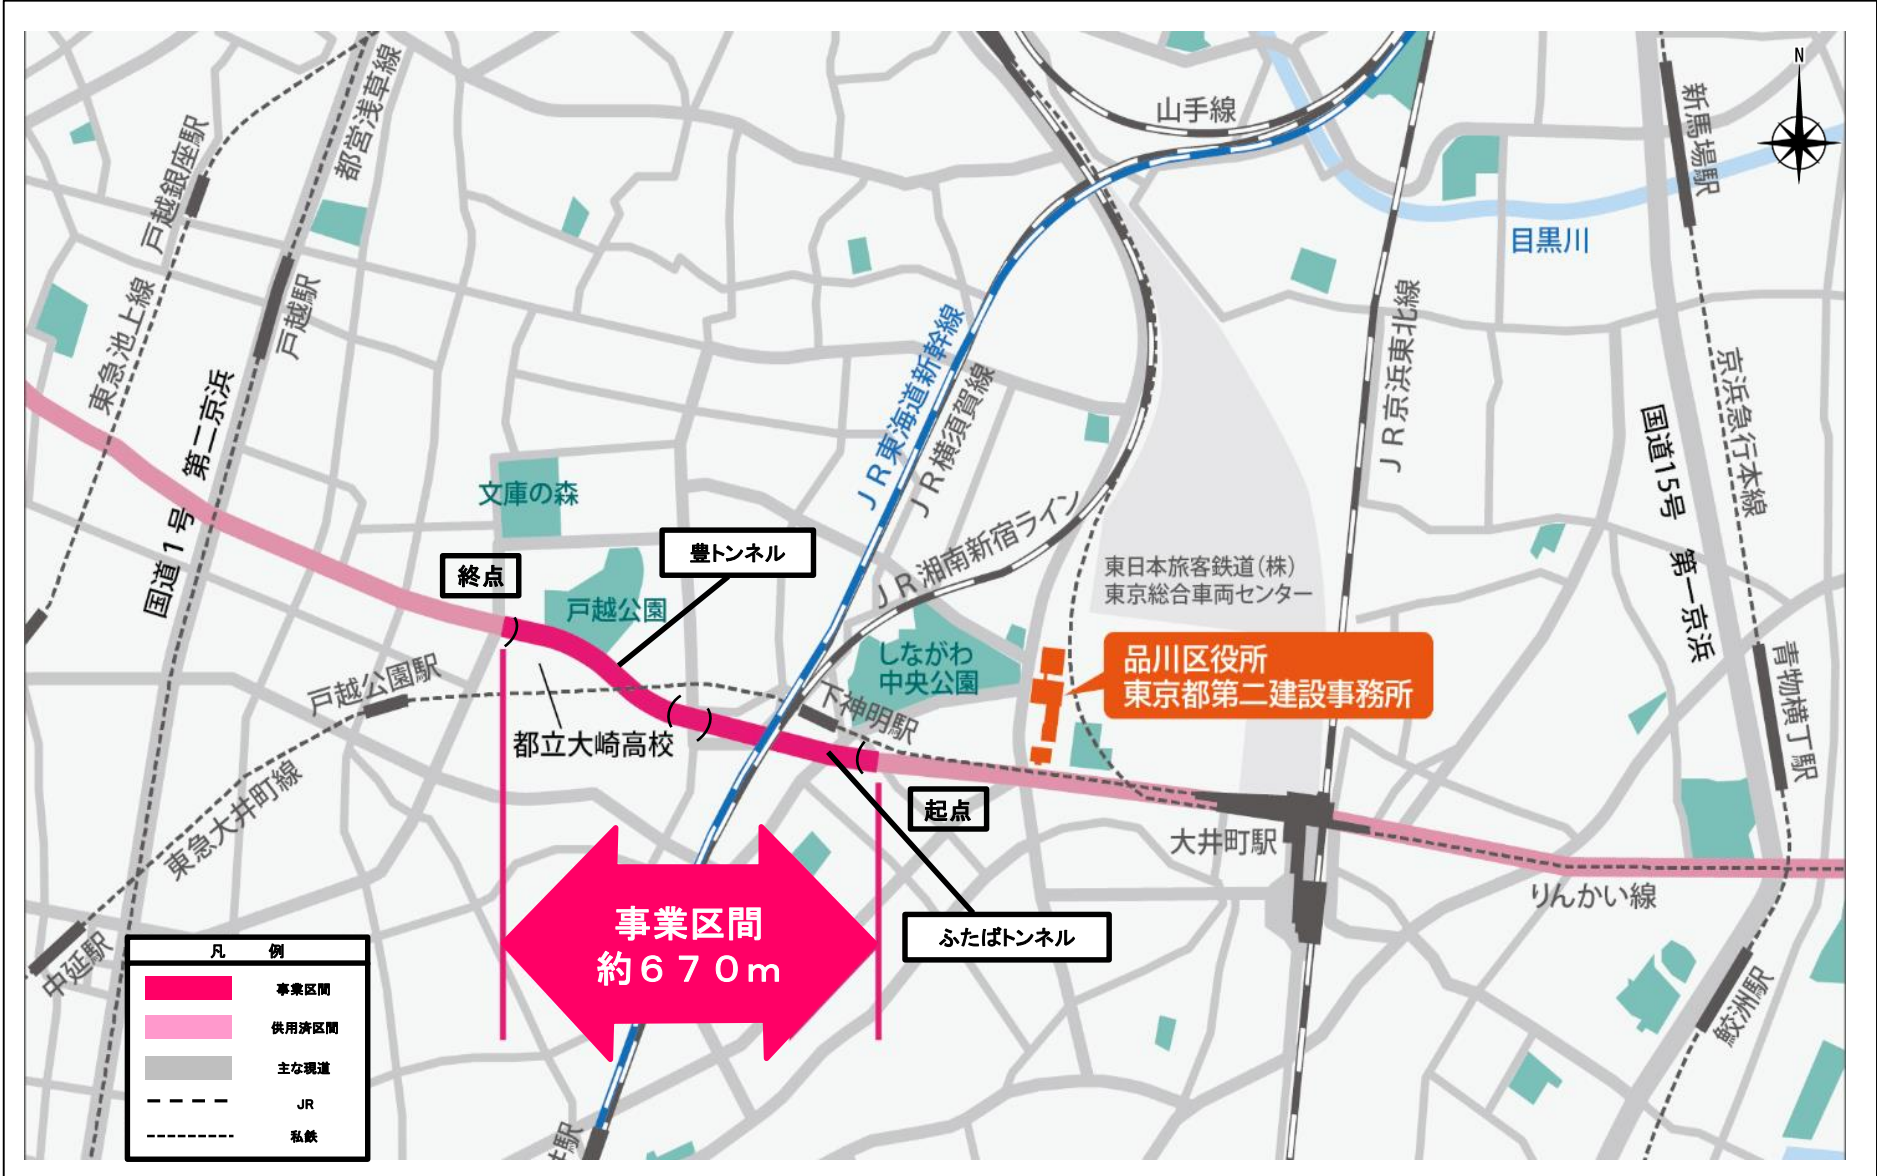 N
山手線
都営浅草線
戸越銀座駅
新馬場駅
目黒川
東急池上線
戸越駅
JR東海道新幹線
JR横須賀線
JR京浜東北線
京浜急行本線
国道15号 第一京浜
国道1号 第二京浜
文庫の森
豊トンネル
JR湘南新宿ライン
終点
戸越公園
東日本旅客鉄道(株)
東京総合車両センター
しながわ
中央公園
品川区役所
東京都第二建設事務所
戸越公園駅
下神明駅
青物横丁駅
都立大崎高校
東急大井町線
起点
大井町駅
りんかい線
事業区間
約670m
ふたばトンネル
中延駅
鮫洲駅
凡 例
事業区間
供用済区間
主な現道
JR
私鉄
駅